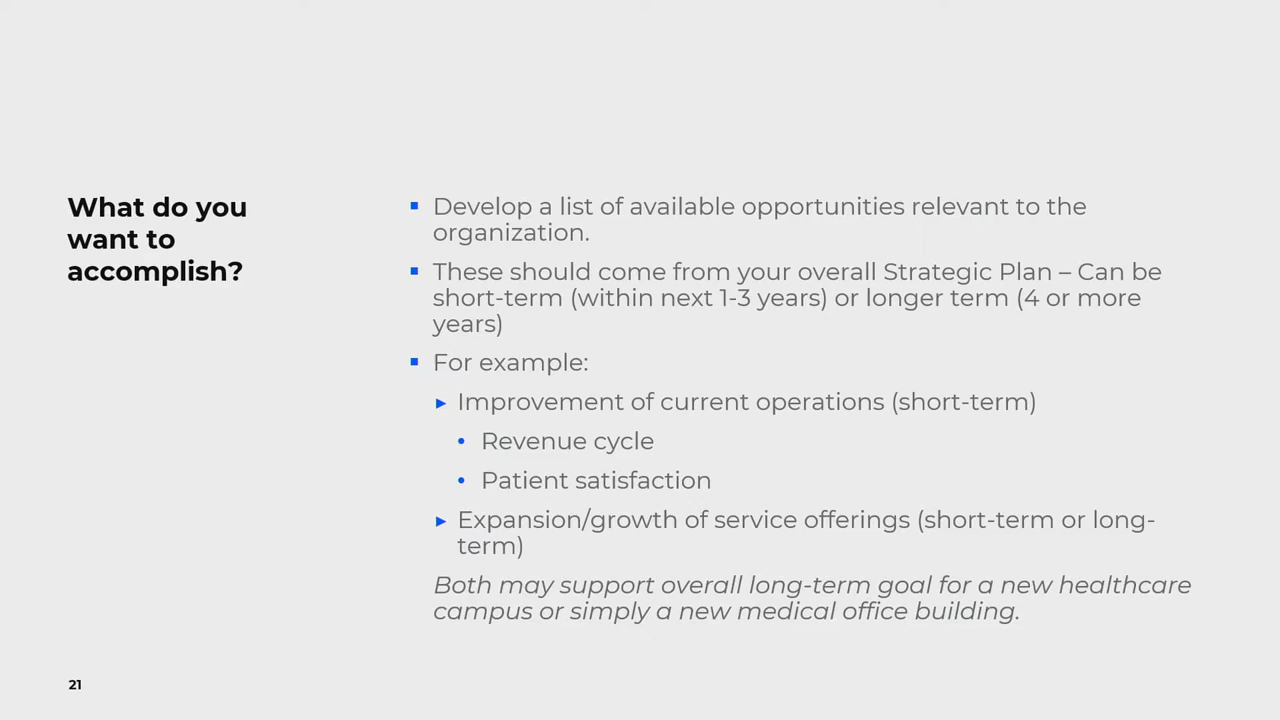 What do you
want to
accomplish?
▪ Develop a list of available opportunities relevant to the
organization.
▪ These should come from your overall Strategic Plan – Can be
short-term (within next 1-3 years) or longer term (4 or more
years)
▪ For example:
► Improvement of current operations (short-term)
• Revenue cycle
• Patient satisfaction
► Expansion/growth of service offerings (short-term or long-
term)
Both may support overall long-term goal for a new healthcare
campus or simply a new medical office building.
21